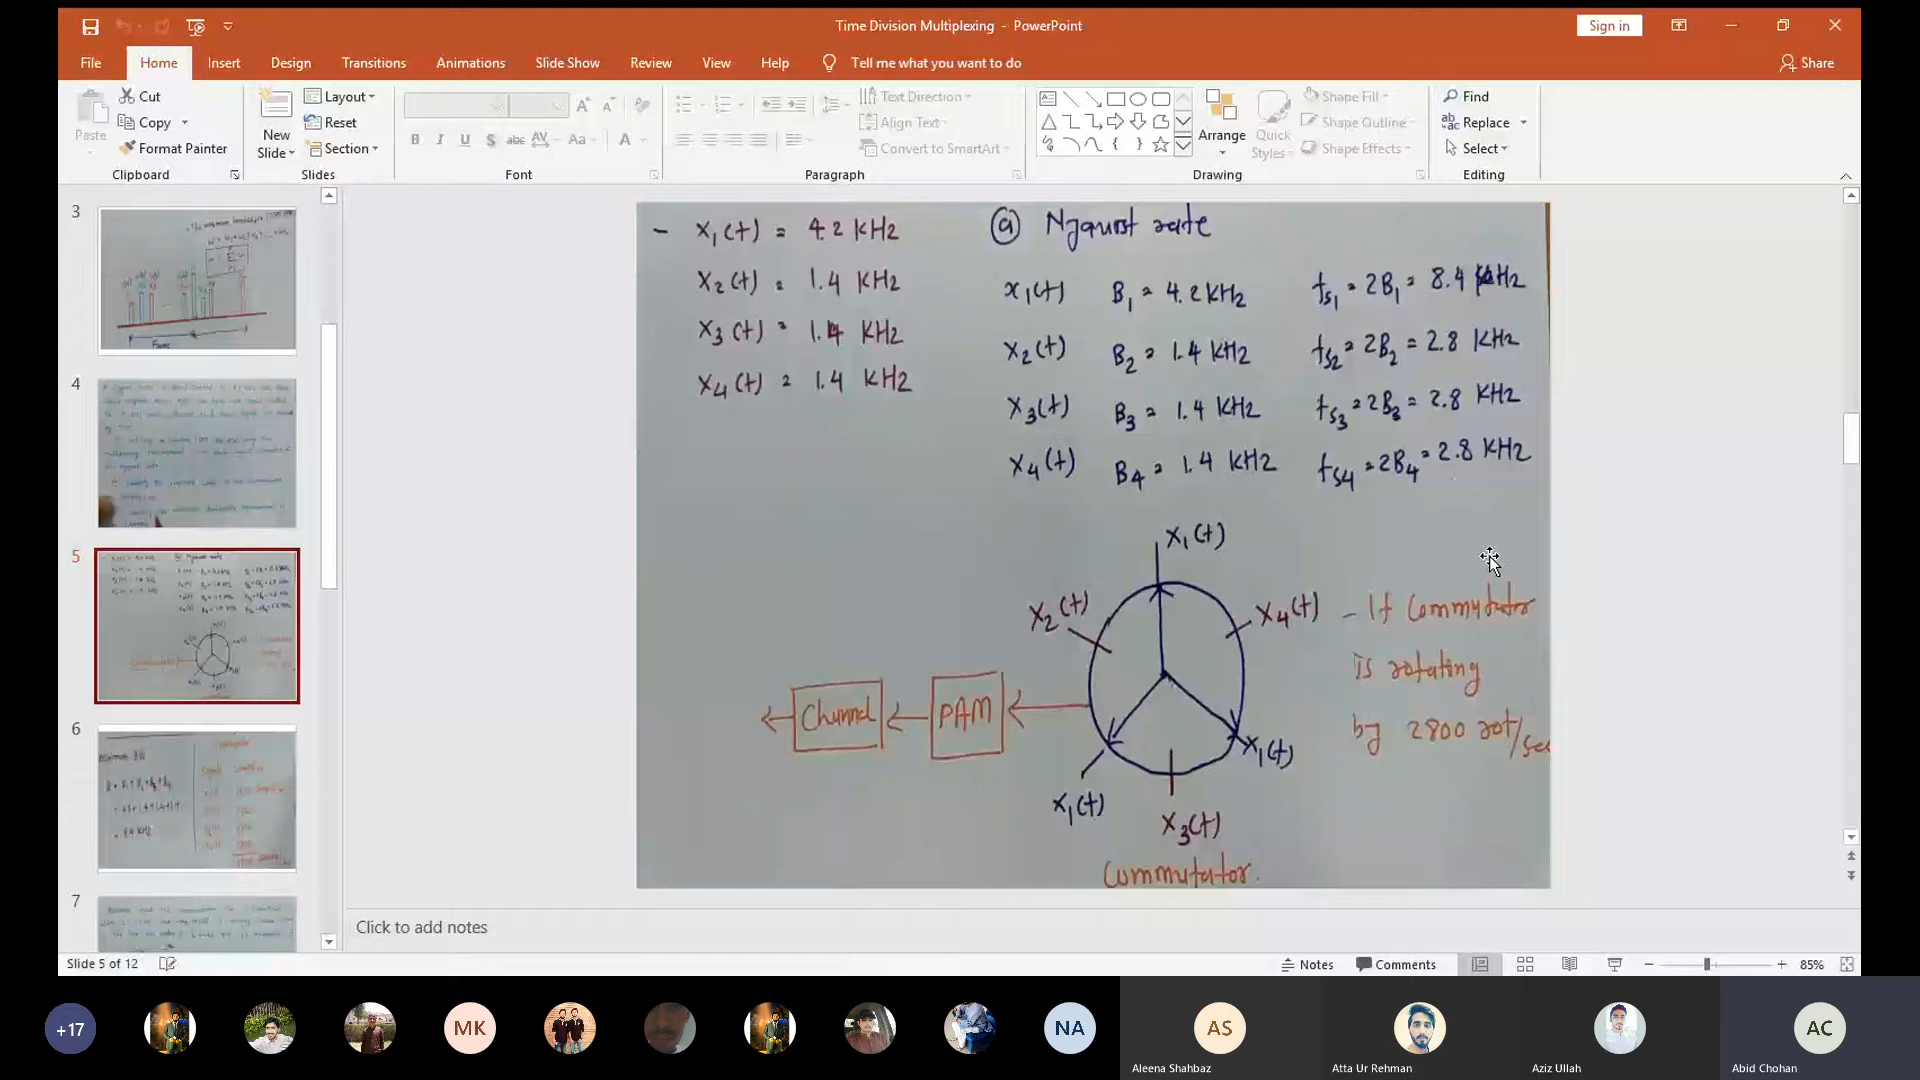 Time Division Multiplexing - PowerPoint
Sign in
File Home Insert Design Transitions Animations Slide Show Review View Help Tell me what you want to do Share
Paste
Cut
Copy
Format Painter
Clipboard
New Slide
Layout
Reset
Section
Slides
B I U S abc AV Aa A
Font
Text Direction
Align Text
Convert to SmartArt
Paragraph
Arrange
Quick Styles
Shape Fill
Shape Outline
Shape Effects
Drawing
Find
Replace
Select
Editing
3
4
5
6
7
- x₁(t) = 4.2 KHz
x₂(t) = 1.4 KHz
x₃(t) = 1.4 KHz
x₄(t) = 1.4 KHz
(a) Nyquist rate
x₁(t) B₁ = 4.2 KHz fs₁ = 2B₁ = 8.4 KHz
x₂(t) B₂ = 1.4 KHz fs₂ = 2B₂ = 2.8 KHz
x₃(t) B₃ = 1.4 KHz fs₃ = 2B₃ = 2.8 KHz
x₄(t) B₄ = 1.4 KHz fs₄ = 2B₄ = 2.8 KHz
x₁(t)
x₂(t)
x₄(t)
- If Commutator
is rotating
by 2800 rot/sec
Channel
PAM
x₁(t)
x₁(t)
x₃(t)
Commutator.
Click to add notes
Slide 5 of 12
Notes Comments 85%
+17 MK NA AS AC
Aleena Shahbaz Atta Ur Rehman Aziz Ullah Abid Chohan